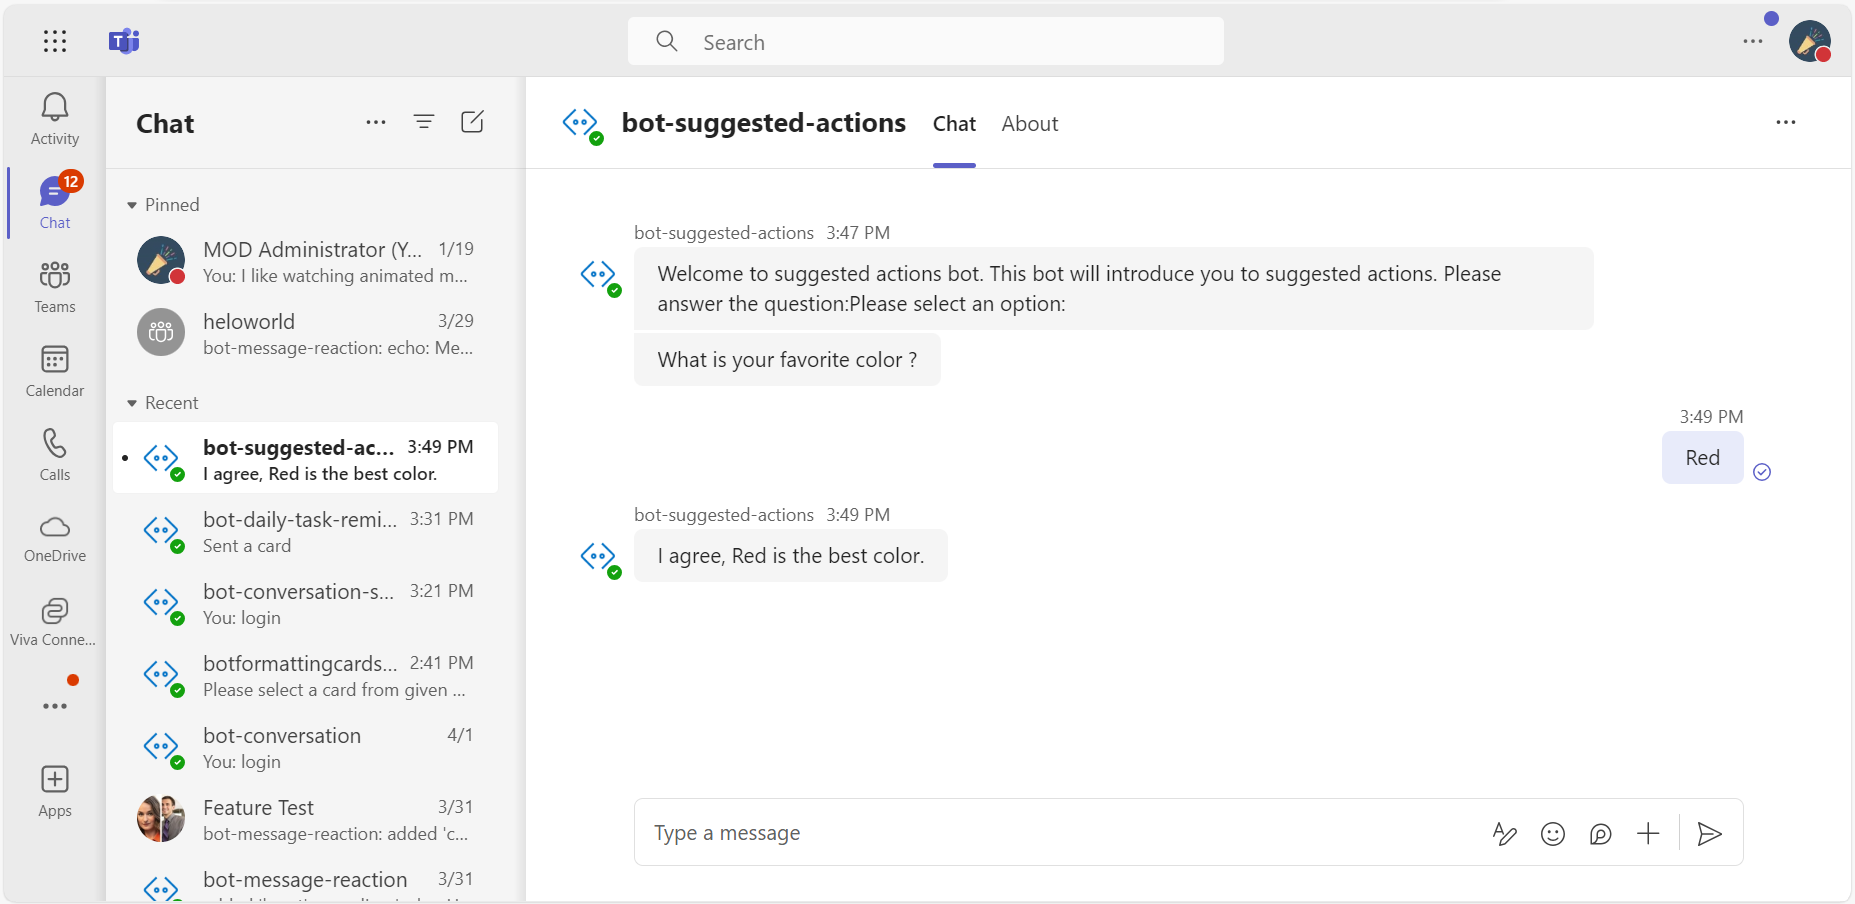 Search
Activity
12
Chat
Teams
Calendar
Calls
OneDrive
Viva Conne...
Apps
Chat
Pinned
MOD Administrator (Y... 1/19
You: I like watching animated m...
heloworld 3/29
bot-message-reaction: echo: Me...
Recent
bot-suggested-ac... 3:49 PM
I agree, Red is the best color.
bot-daily-task-remi... 3:31 PM
Sent a card
bot-conversation-s... 3:21 PM
You: login
botformattingcards... 2:41 PM
Please select a card from given ...
bot-conversation 4/1
You: login
Feature Test 3/31
bot-message-reaction: added 'c...
bot-message-reaction 3/31
bot-suggested-actions Chat About
bot-suggested-actions 3:47 PM
Welcome to suggested actions bot. This bot will introduce you to suggested actions. Please
answer the question:Please select an option:
What is your favorite color ?
3:49 PM
Red
bot-suggested-actions 3:49 PM
I agree, Red is the best color.
Type a message